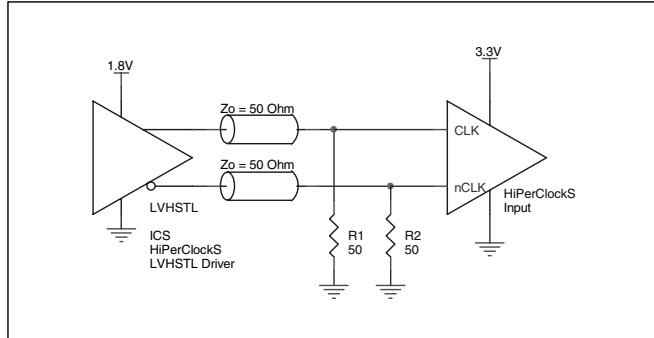 1.8V
3.3V
Zo = 50 Ohm
CLK
Zo = 50 Ohm
nCLK
HiPerClockS
Input
LVHSTL
ICS
HiPerClockS
LVHSTL Driver
R1
50
R2
50